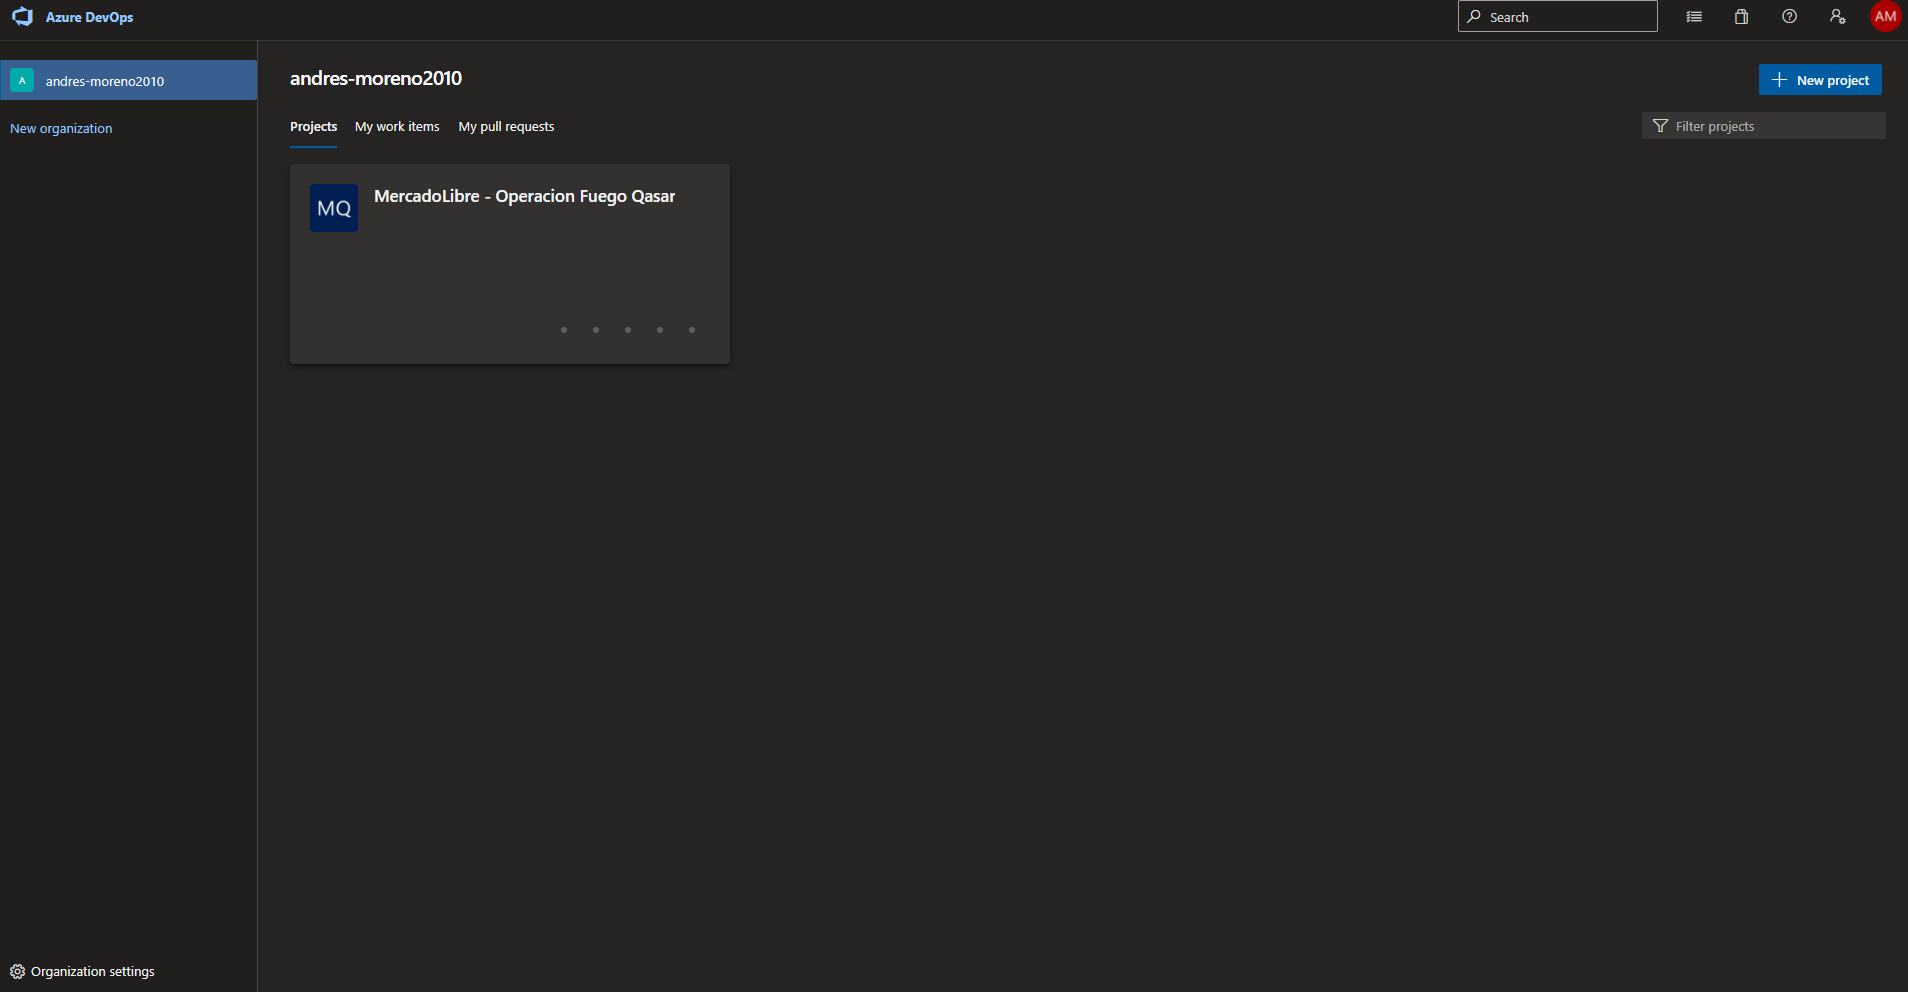 Azure DevOps
Search
AM
A
andres-moreno2010
New organization
andres-moreno2010
New project
Projects
My work items
My pull requests
Filter projects
MQ
MercadoLibre - Operacion Fuego Qasar
Organization settings